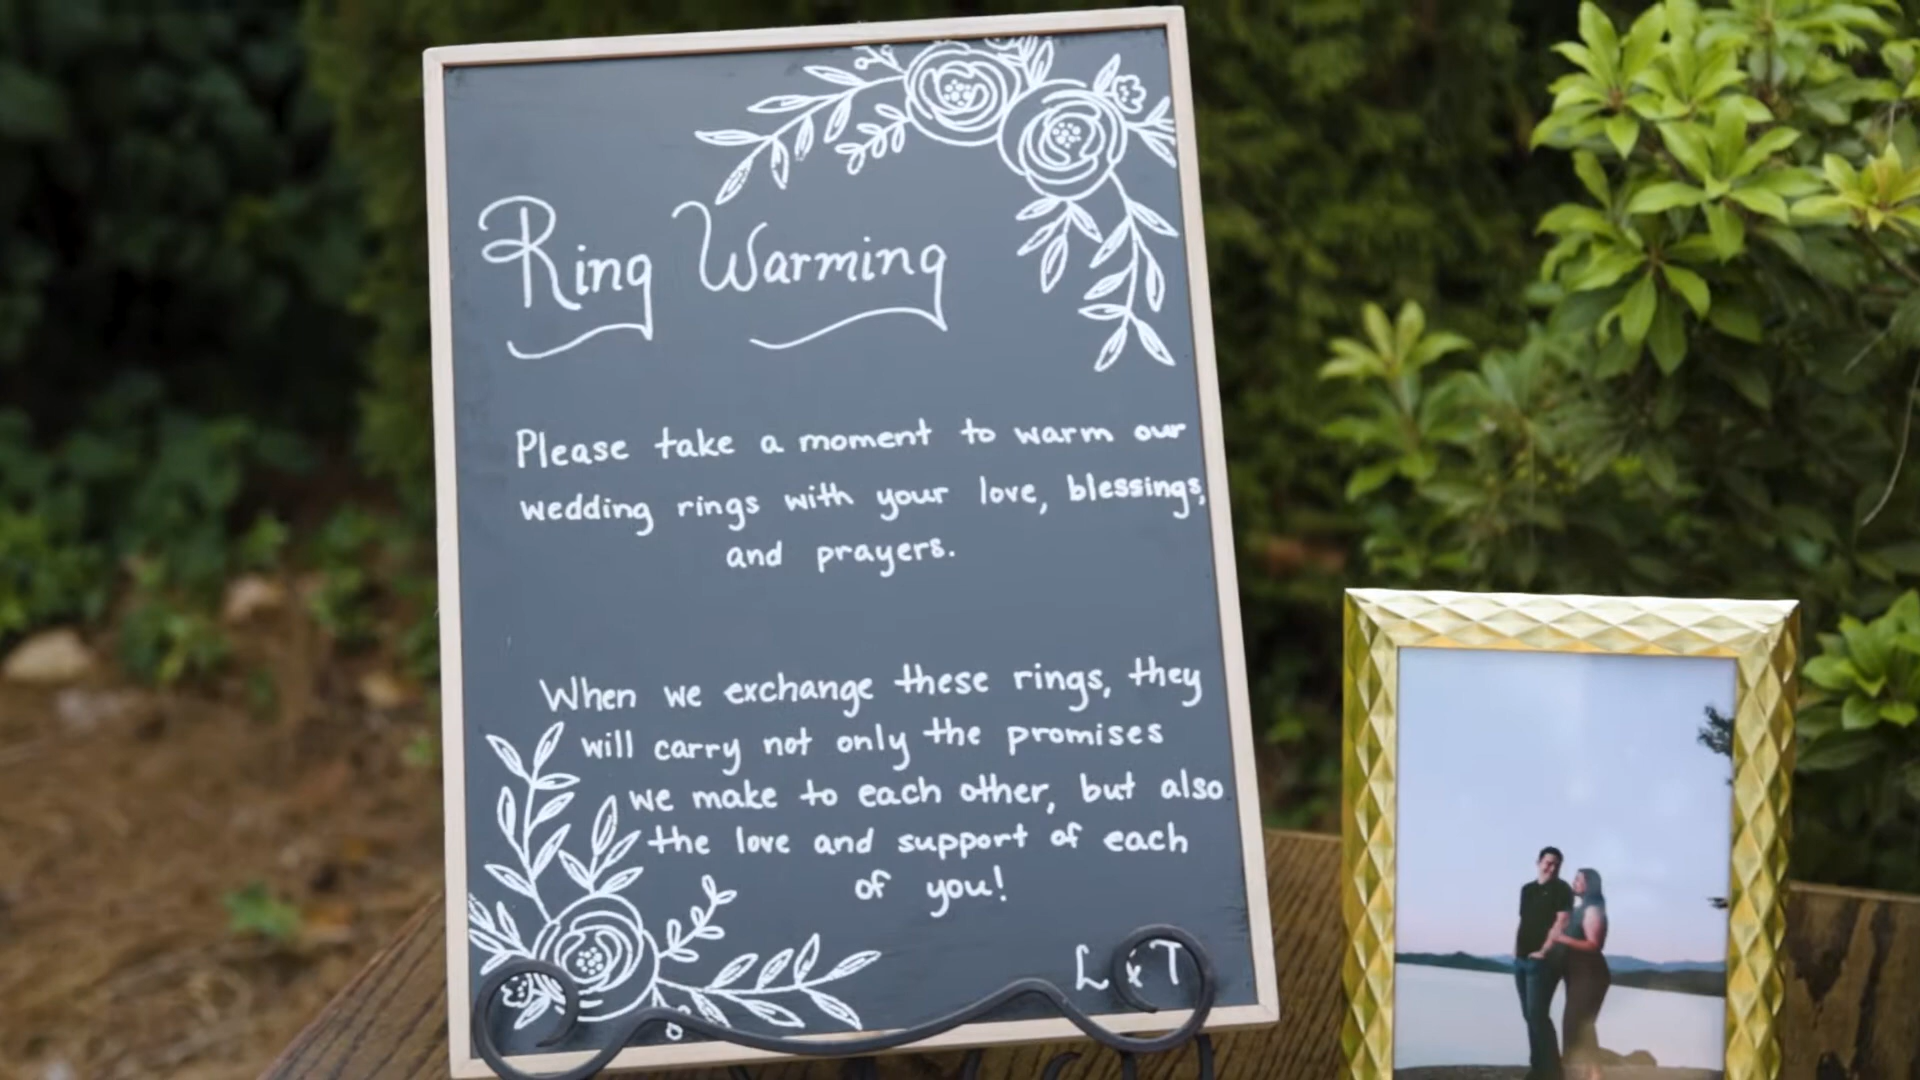 Ring Warming
Please take a moment to warm our
wedding rings with your love, blessings,
and prayers.
When we exchange these rings, they
will carry not only the promises
we make to each other, but also
the love and support of each
of you!
L & T